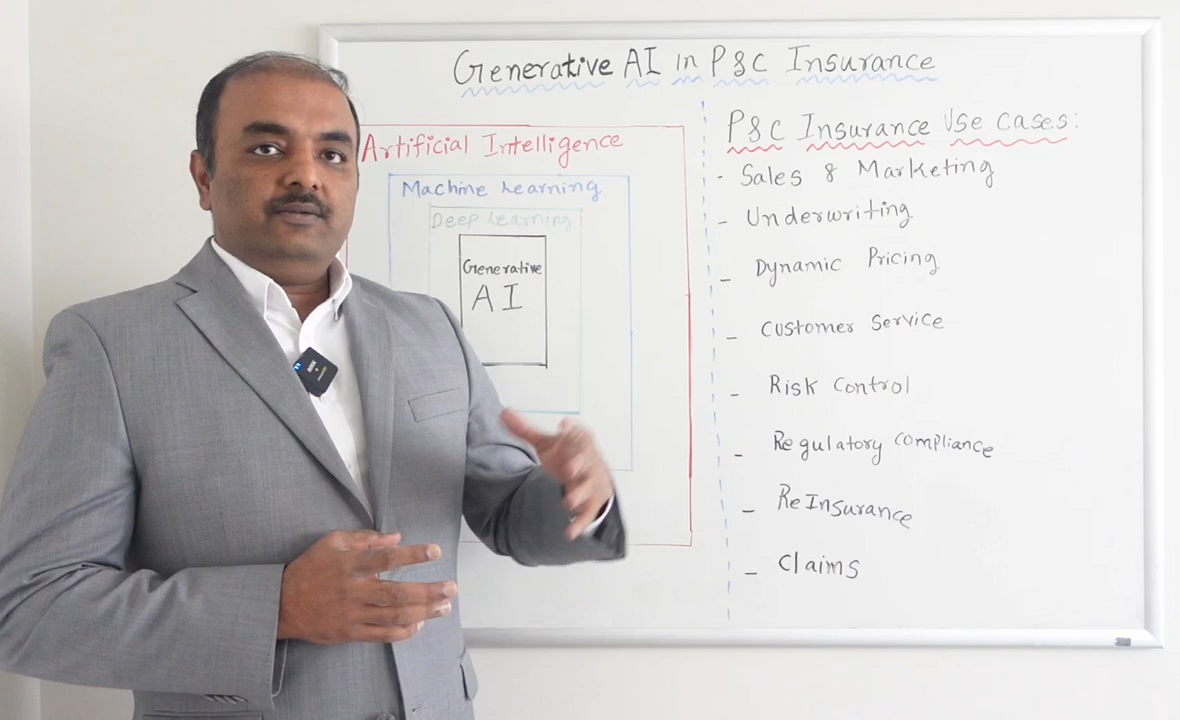 Generative AI in P&C Insurance
Artificial Intelligence
Machine Learning
Deep Learning
Generative
AI
P&C Insurance Use Cases:
- Sales & Marketing
- Underwriting
- Dynamic Pricing
- Customer Service
- Risk Control
- Regulatory Compliance
- ReInsurance
- Claims